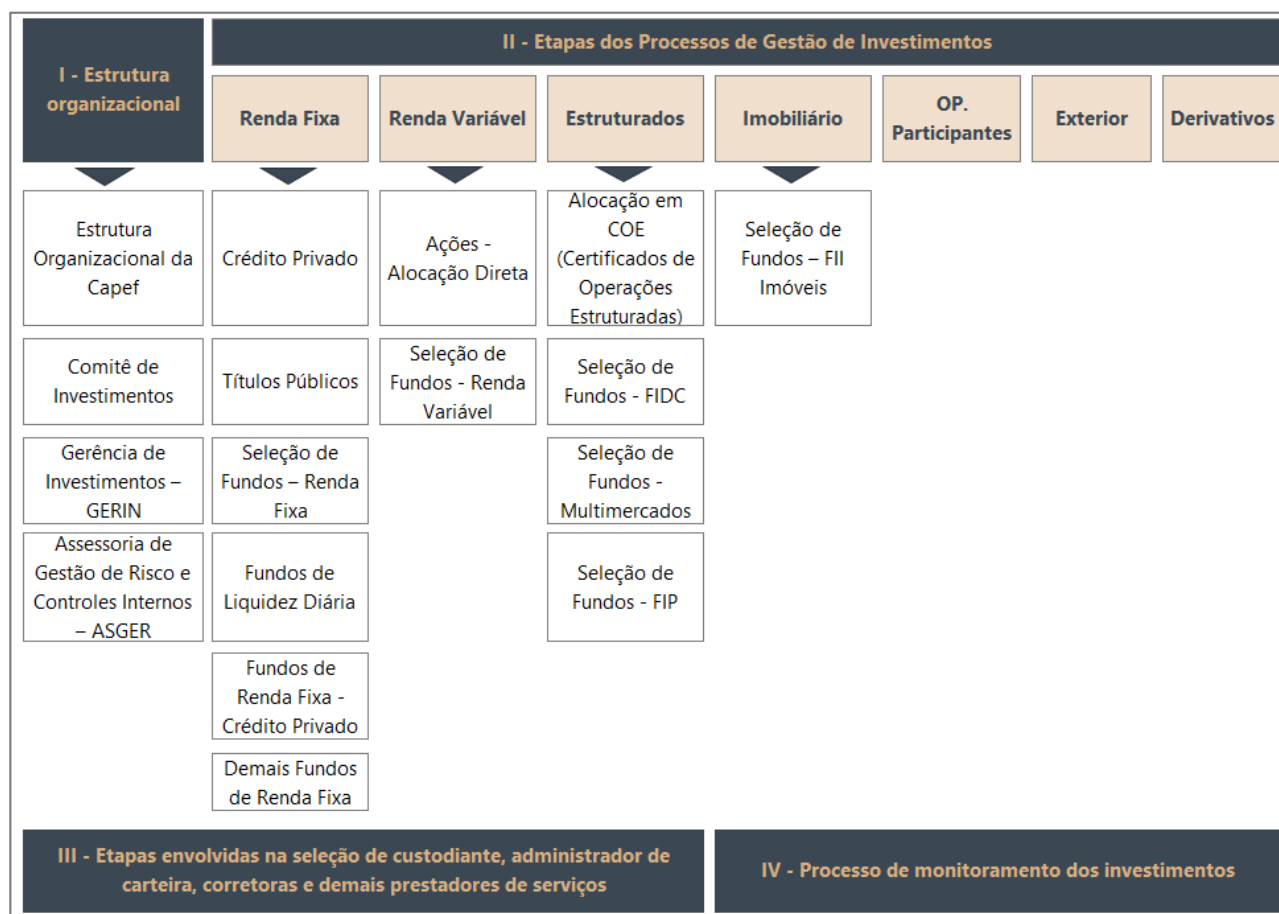 I - Estrutura
organizacional
II - Etapas dos Processos de Gestão de Investimentos
Renda Fixa
Renda Variável
Estruturados
Imobiliário
OP.
Participantes
Exterior
Derivativos
Estrutura
Organizacional da
Capef
Crédito Privado
Ações -
Alocação Direta
Alocação em
COE
(Certificados de
Operações
Estruturadas)
Seleção de
Fundos – FII
Imóveis
Comitê de
Investimentos
Títulos Públicos
Seleção de
Fundos - Renda
Variável
Seleção de
Fundos - FIDC
Gerência de
Investimentos –
GERIN
Seleção de
Fundos – Renda
Fixa
Seleção de
Fundos -
Multimercados
Assessoria de
Gestão de Risco e
Controles Internos
– ASGER
Fundos de
Liquidez Diária
Seleção de
Fundos - FIP
Fundos de
Renda Fixa -
Crédito Privado
Demais Fundos
de Renda Fixa
III - Etapas envolvidas na seleção de custodiante, administrador de
carteira, corretoras e demais prestadores de serviços
IV - Processo de monitoramento dos investimentos